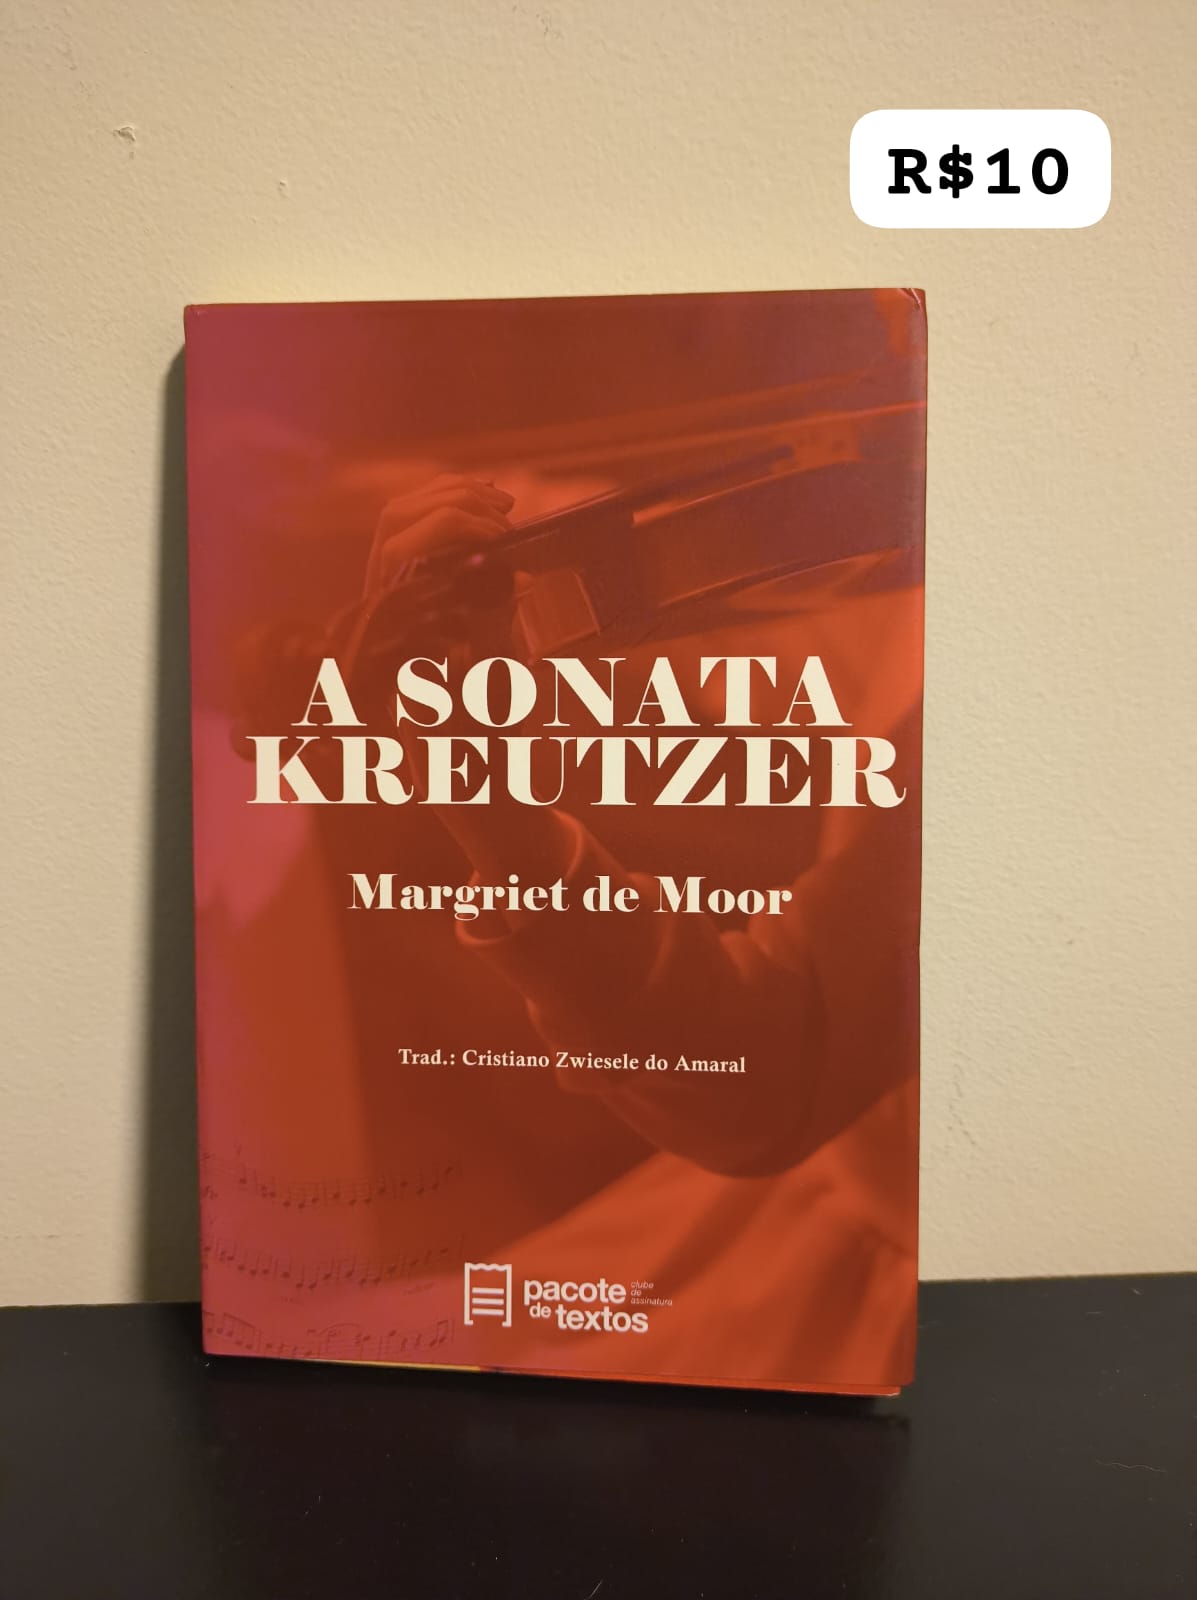 R$10
A SONATA
KREUTZER
Margriet de Moor
Trad.: Cristiano Zwiesele do Amaral
pacote
de textos
clube
de
assinatura